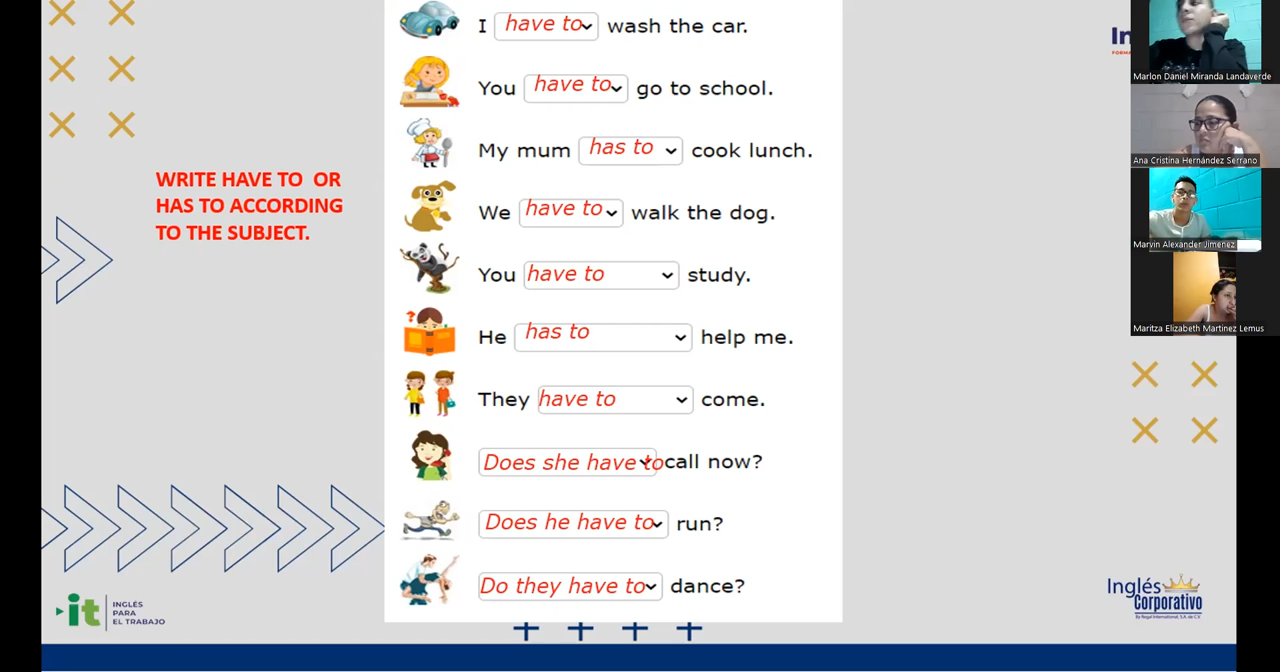 I have to wash the car.
You have to go to school.
My mum has to cook lunch.
WRITE HAVE TO OR
HAS TO ACCORDING
TO THE SUBJECT.
We have to walk the dog.
You have to study.
He has to help me.
They have to come.
Does she have to call now?
Does he have to run?
Do they have to dance?
Marlon Daniel Miranda Landaverde
Ana Cristina Hernández Serrano
Marvin Alexander Jimenez
Maritza Elizabeth Martinez Lemus
it
INGLÉS
PARA
EL TRABAJO
Inglés
Corporativo
By Regal International, S.A. de C.V.